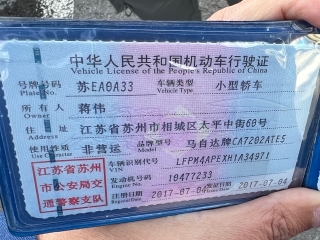 中华人民共和国机动车行驶证
Vehicle License of the People's Republic of China
号牌号码 苏EA0A33 车辆类型 小型轿车
Plate No. Vehicle Type
所有人 蒋伟
Owner
住址 江苏省苏州市相城区太平中街60号
Address
使用性质 非营运 品牌型号 马自达牌CA7202ATE5
Use Character Model
江苏省苏州市公安局交通警察支队
车辆识别代号 LFPM4APEXH1A34971
VIN
发动机号码 10477233
Engine No.
2017-07-04 2017-07-04